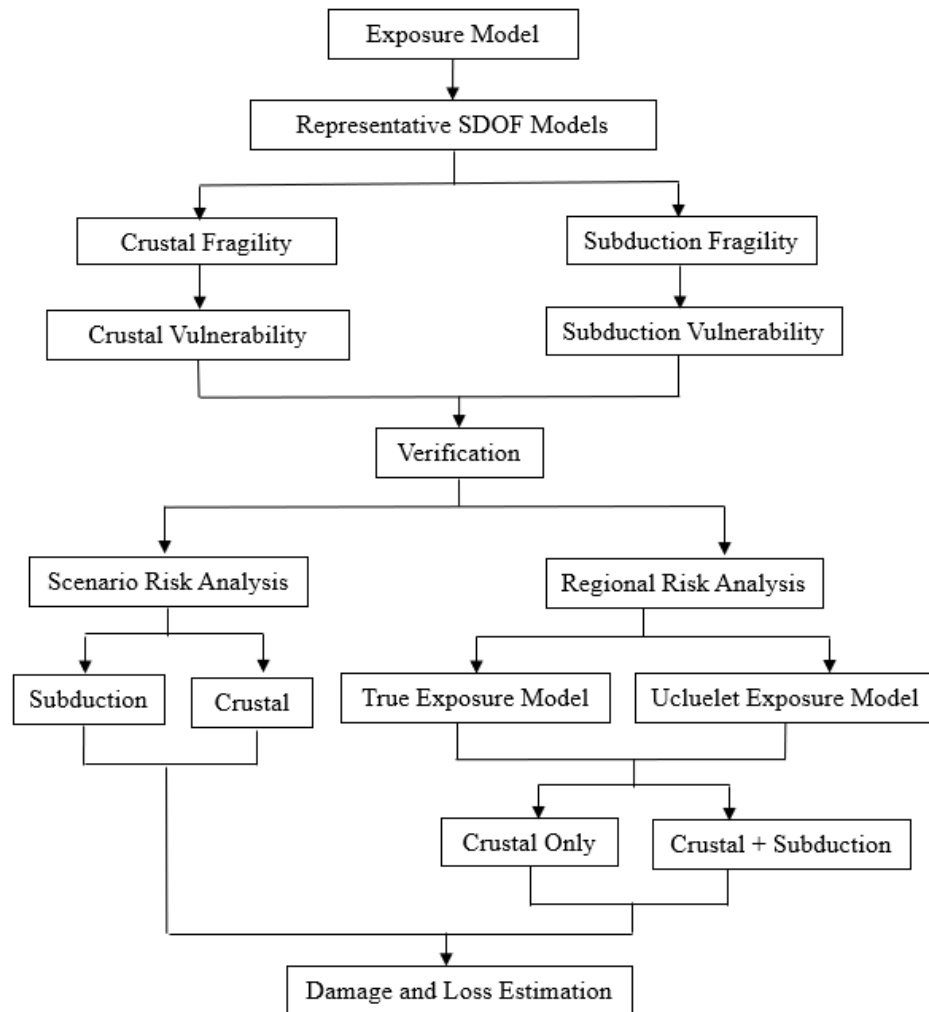 Exposure Model
Representative SDOF Models
Crustal Fragility
Subduction Fragility
Crustal Vulnerability
Subduction Vulnerability
Verification
Scenario Risk Analysis
Regional Risk Analysis
Subduction
Crustal
True Exposure Model
Ucluelet Exposure Model
Crustal Only
Crustal + Subduction
Damage and Loss Estimation